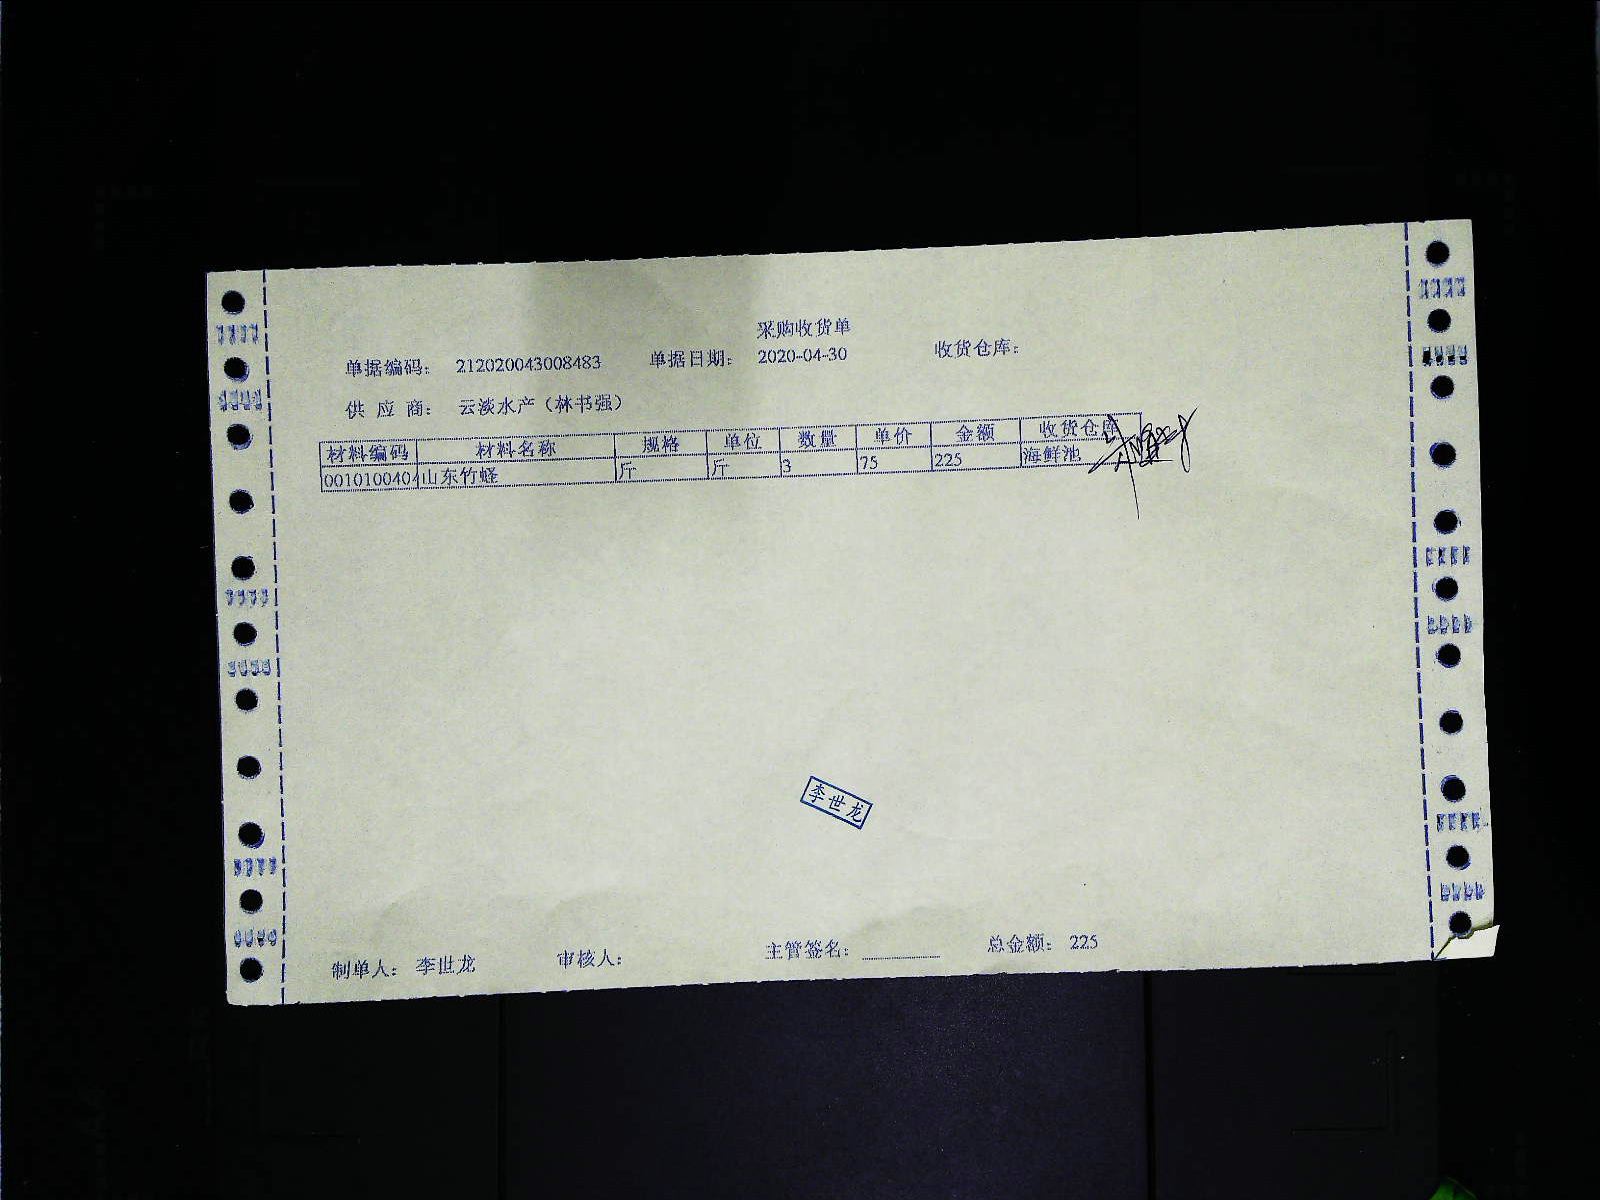 采购收货单
单据编码： 212020043008483 单据日期： 2020-04-30 收货仓库：
供 应 商： 云淡水产（林书强）
材料编码 材料名称 规格 单位 数量 单价 金额 收货仓库
0010100404 山东竹蛏 斤 斤 3 75 225 海鲜池
李世龙
制单人： 李世龙 审核人： 主管签名： 总金额： 225